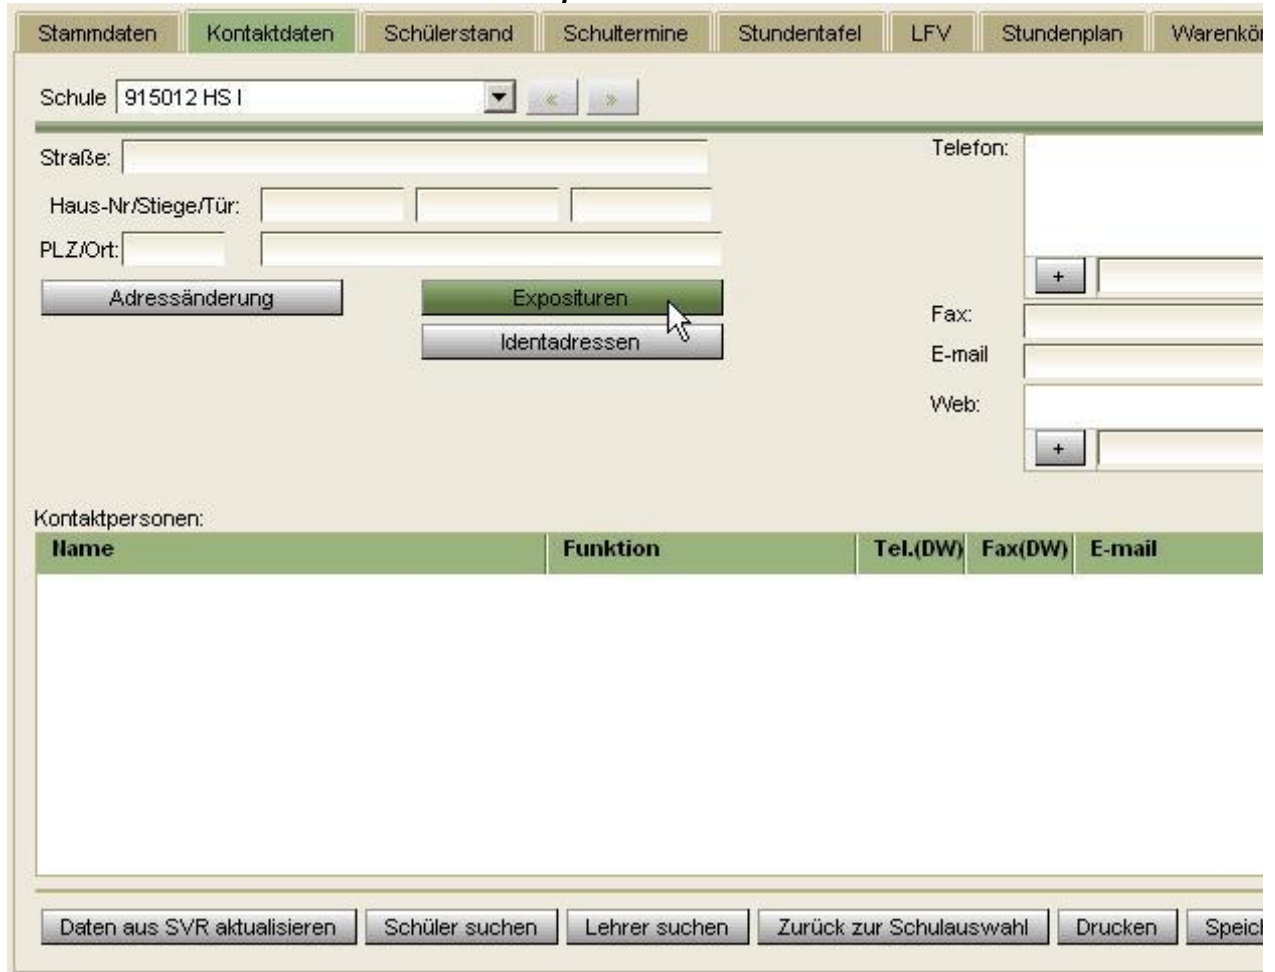 Stammdaten Kontaktdaten Schülerstand Schultermine Stundentafel LFV Stundenplan
Schule 915012 HS I « »
Straße: Telefon:
Haus-Nr/Stiege/Tür:
PLZ/Ort:
+
Adressänderung Exposituren
Fax:
Identadressen
E-mail
Web:
+
Kontaktpersonen:
Name Funktion Tel.(DW) Fax(DW) E-mail
Daten aus SVR aktualisieren Schüler suchen Lehrer suchen Zurück zur Schulauswahl Drucken